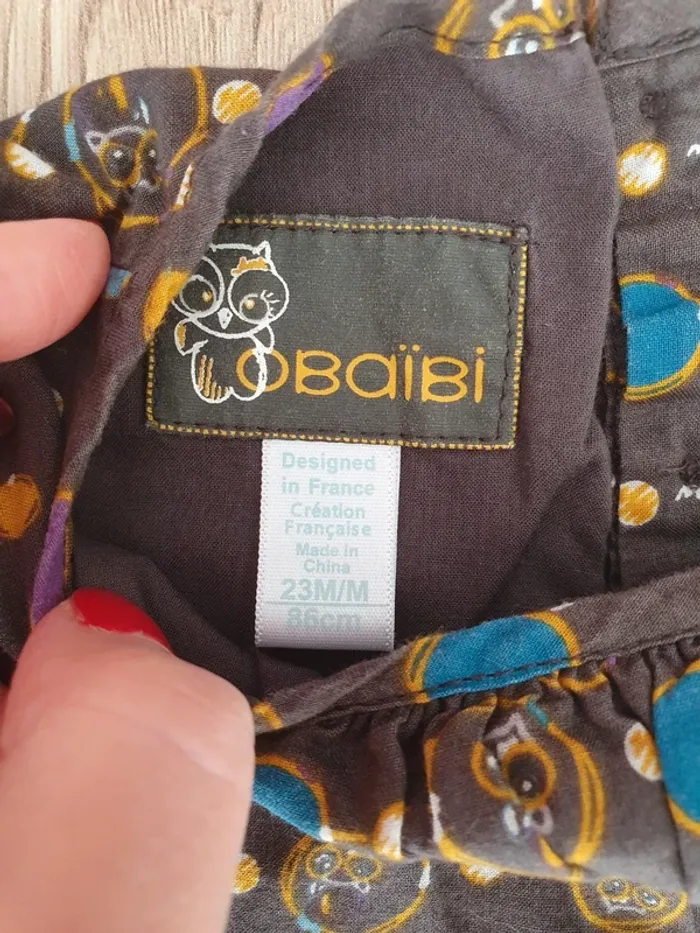 OBaïBi
Designed
in France
Création
Française
Made in
China
23M/M
86cm